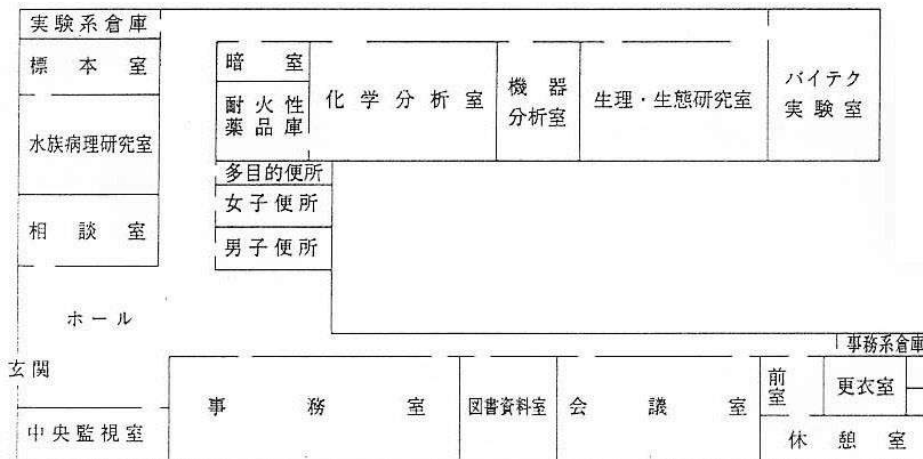 実験系倉庫
標本室
暗室
耐火性
薬品庫
化学分析室
機器
分析室
生理・生態研究室
バイテク
実験室
水族病理研究室
多目的便所
女子便所
男子便所
相談室
ホール
玄関
事務系倉庫
中央監視室
事務室
図書資料室
会議室
前
室
更衣室
休憩室